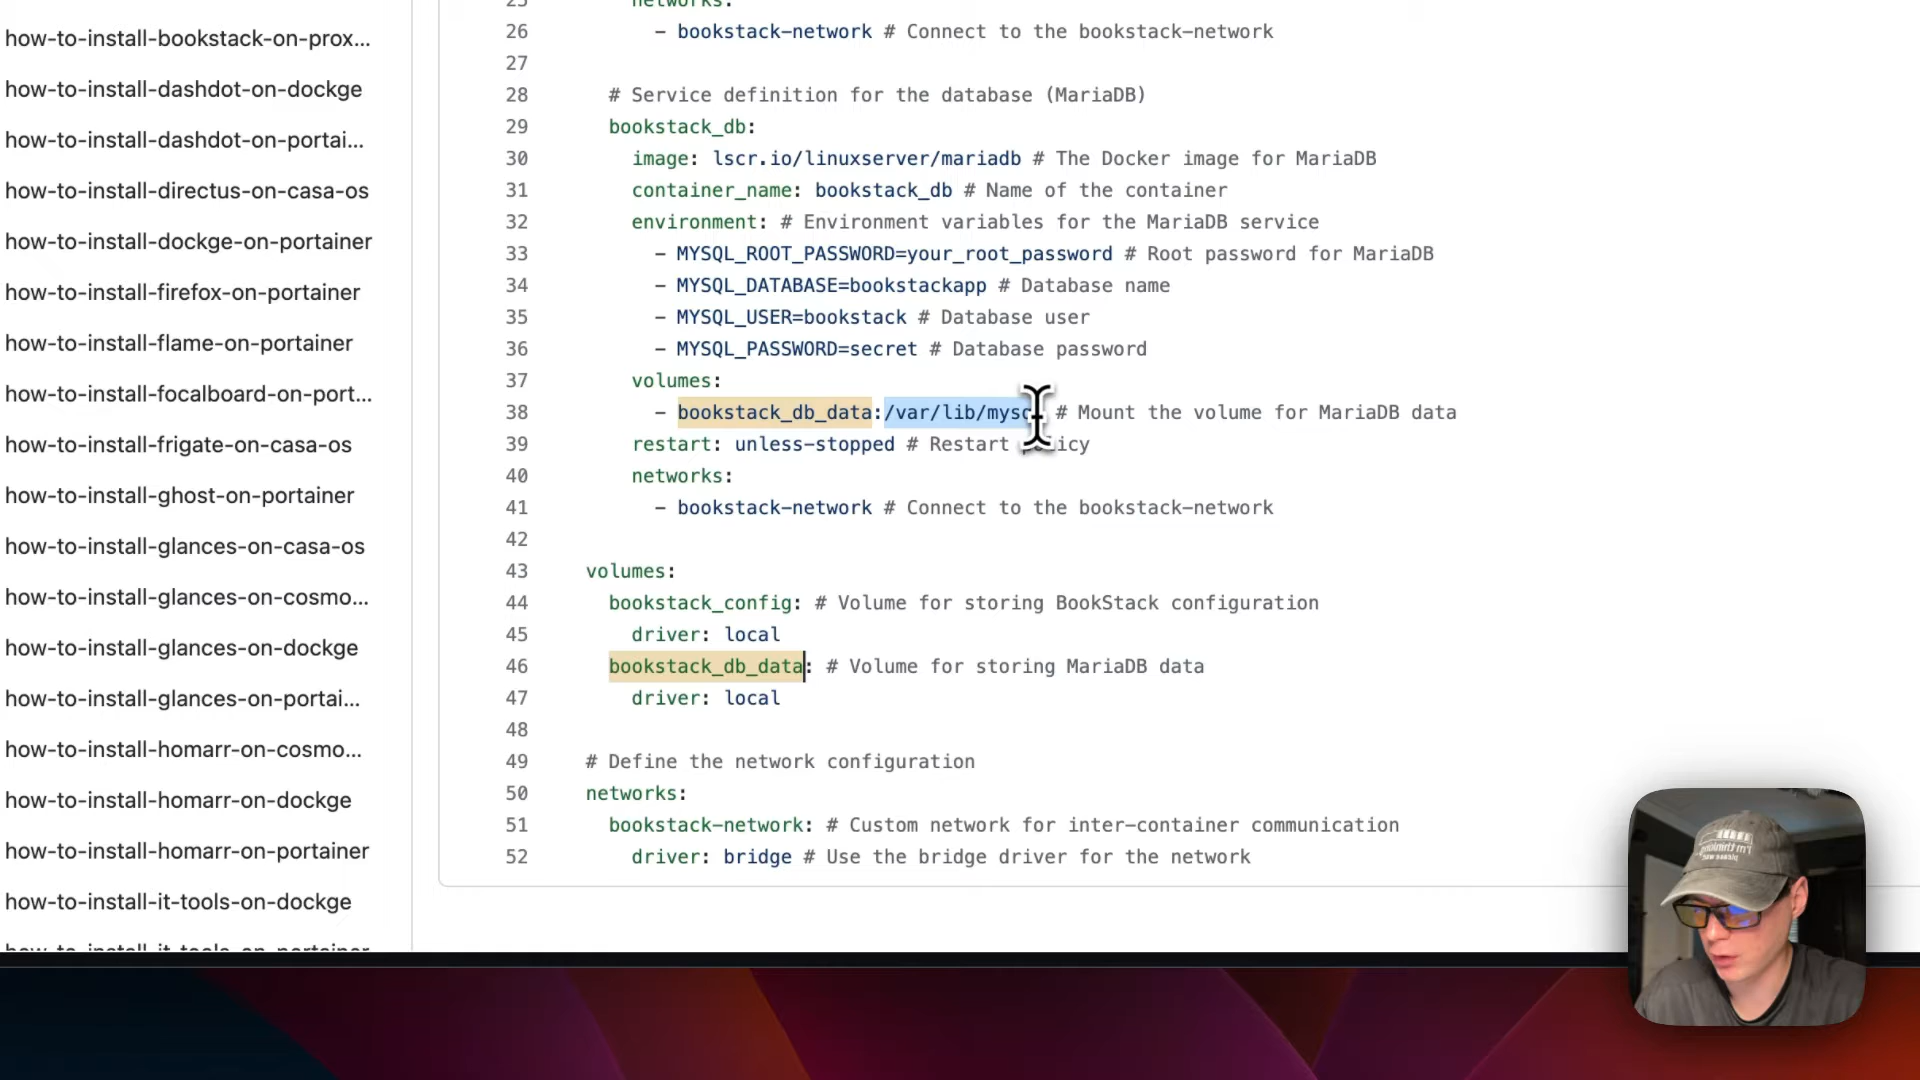 how-to-install-bookstack-on-prox...
how-to-install-dashdot-on-dockge
how-to-install-dashdot-on-portai...
how-to-install-directus-on-casa-os
how-to-install-dockge-on-portainer
how-to-install-firefox-on-portainer
how-to-install-flame-on-portainer
how-to-install-focalboard-on-port...
how-to-install-frigate-on-casa-os
how-to-install-ghost-on-portainer
how-to-install-glances-on-casa-os
how-to-install-glances-on-cosmo...
how-to-install-glances-on-dockge
how-to-install-glances-on-portai...
how-to-install-homarr-on-cosmo...
how-to-install-homarr-on-dockge
how-to-install-homarr-on-portainer
how-to-install-it-tools-on-dockge
how-to-install-it-tools-on-portainer
25 networks:
26 - bookstack-network # Connect to the bookstack-network
27
28 # Service definition for the database (MariaDB)
29 bookstack_db:
30 image: lscr.io/linuxserver/mariadb # The Docker image for MariaDB
31 container_name: bookstack_db # Name of the container
32 environment: # Environment variables for the MariaDB service
33 - MYSQL_ROOT_PASSWORD=your_root_password # Root password for MariaDB
34 - MYSQL_DATABASE=bookstackapp # Database name
35 - MYSQL_USER=bookstack # Database user
36 - MYSQL_PASSWORD=secret # Database password
37 volumes:
38 - bookstack_db_data:/var/lib/mysql # Mount the volume for MariaDB data
39 restart: unless-stopped # Restart policy
40 networks:
41 - bookstack-network # Connect to the bookstack-network
42
43 volumes:
44 bookstack_config: # Volume for storing BookStack configuration
45 driver: local
46 bookstack_db_data: # Volume for storing MariaDB data
47 driver: local
48
49 # Define the network configuration
50 networks:
51 bookstack-network: # Custom network for inter-container communication
52 driver: bridge # Use the bridge driver for the network